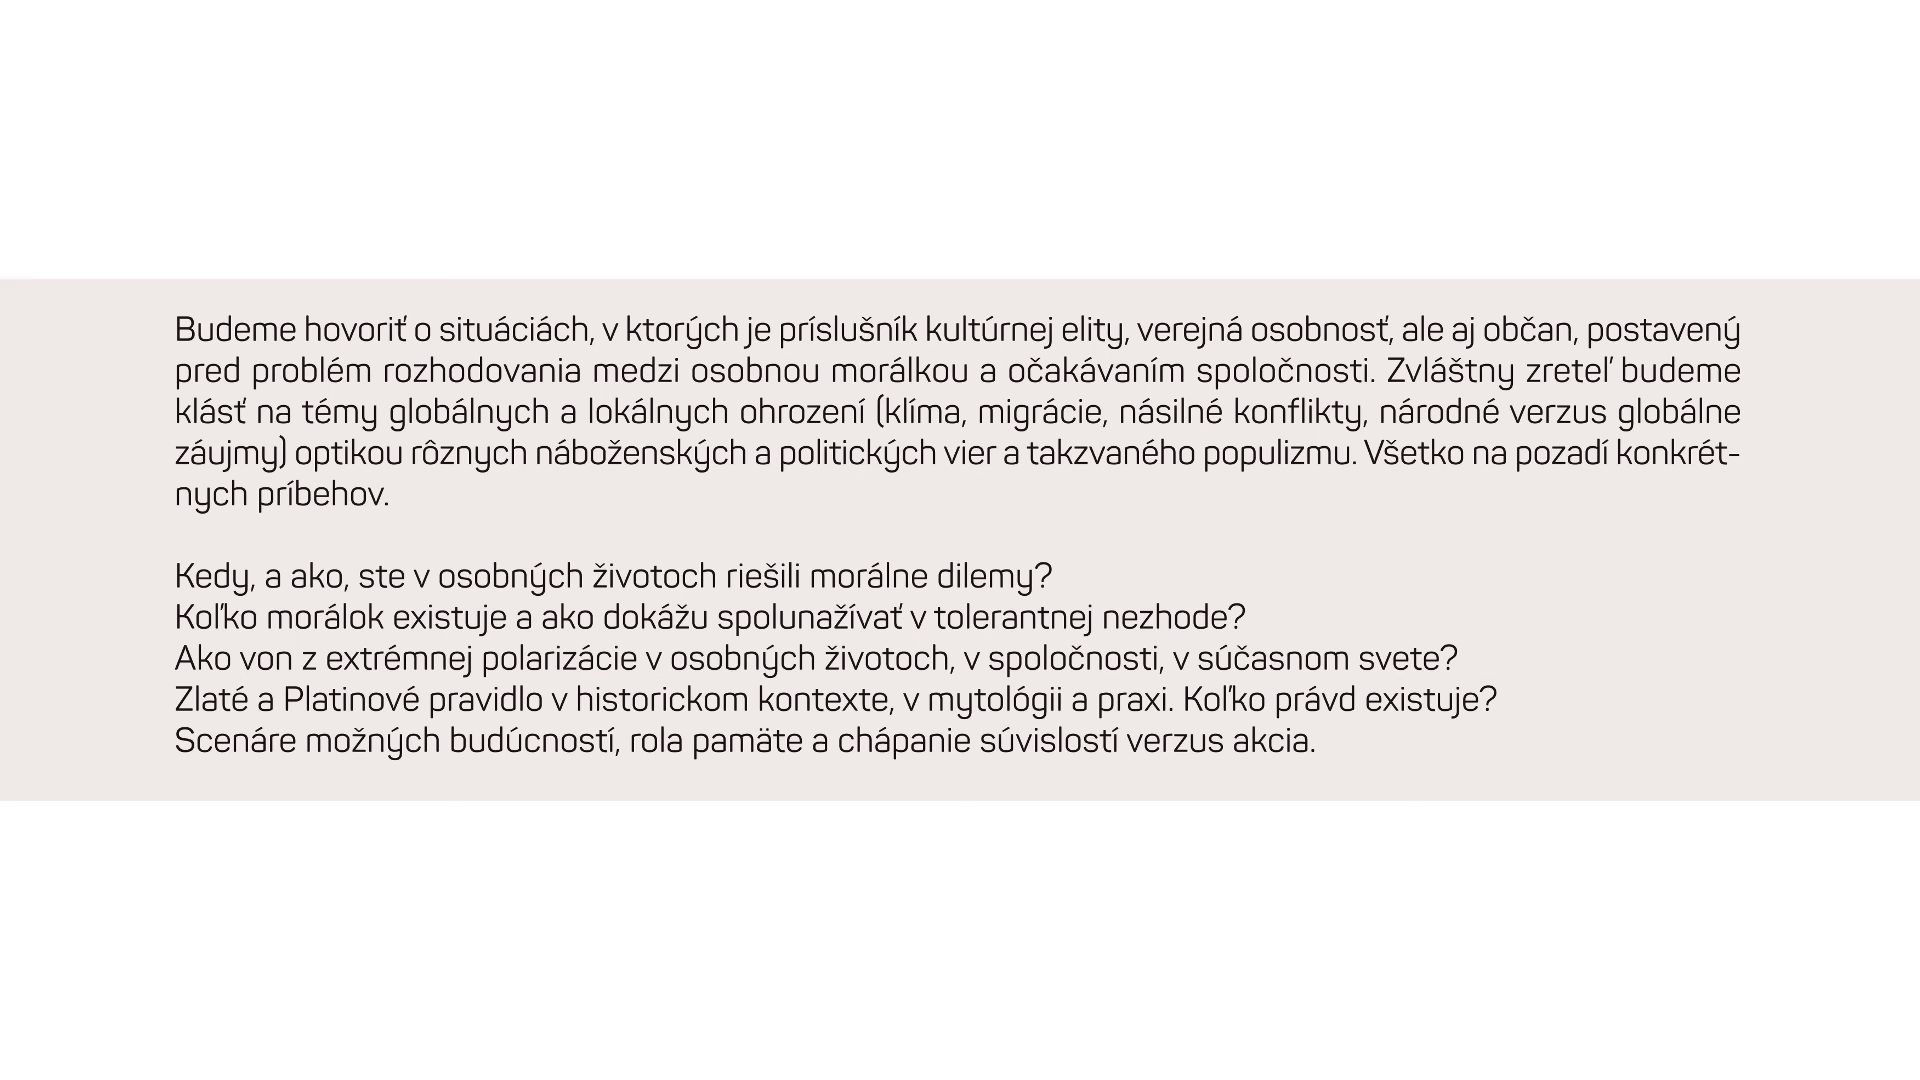 Budeme hovoriť o situáciách, v ktorých je príslušník kultúrnej elity, verejná osobnosť, ale aj občan, postavený
pred problém rozhodovania medzi osobnou morálkou a očakávaním spoločnosti. Zvláštny zreteľ budeme
klásť na témy globálnych a lokálnych ohrození (klíma, migrácie, násilné konflikty, národné verzus globálne
záujmy) optikou rôznych náboženských a politických vier a takzvaného populizmu. Všetko na pozadí konkrét-
nych príbehov.

Kedy, a ako, ste v osobných životoch riešili morálne dilemy?
Koľko morálok existuje a ako dokážu spolunažívať v tolerantnej nezhode?
Ako von z extrémnej polarizácie v osobných životoch, v spoločnosti, v súčasnom svete?
Zlaté a Platinové pravidlo v historickom kontexte, v mytológii a praxi. Koľko právd existuje?
Scenáre možných budúcností, rola pamäte a chápanie súvislostí verzus akcia.